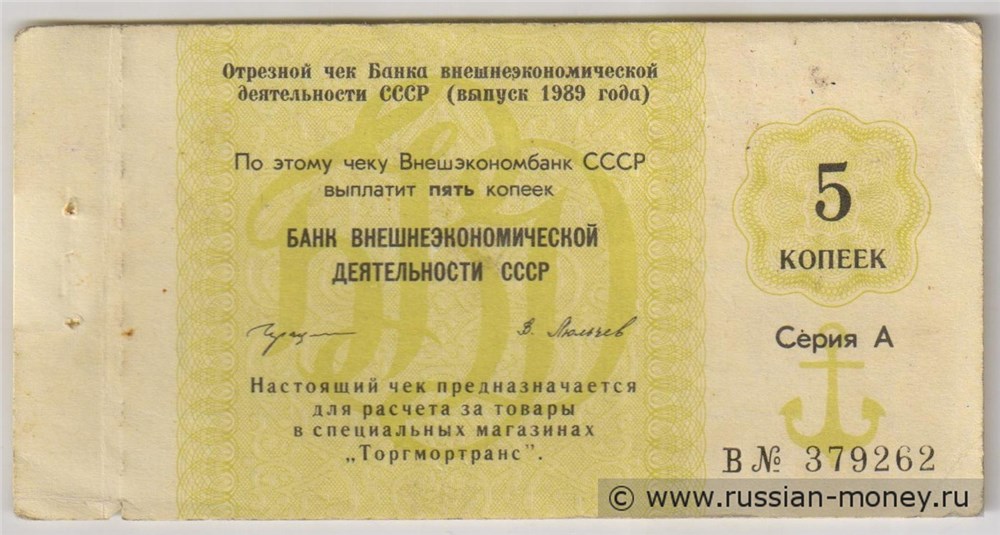 Отрезной чек Банка внешнеэкономической
деятельности СССР (выпуск 1989 года)
По этому чеку Внешэкономбанк СССР
выплатит пять копеек
БАНК ВНЕШНЕЭКОНОМИЧЕСКОЙ
ДЕЯТЕЛЬНОСТИ СССР
В. Люльчев
Настоящий чек предназначается
для расчета за товары
в специальных магазинах
„Торгмортранс".
5
КОПЕЕК
Серия А
В № 379262
© www.russian-money.ru